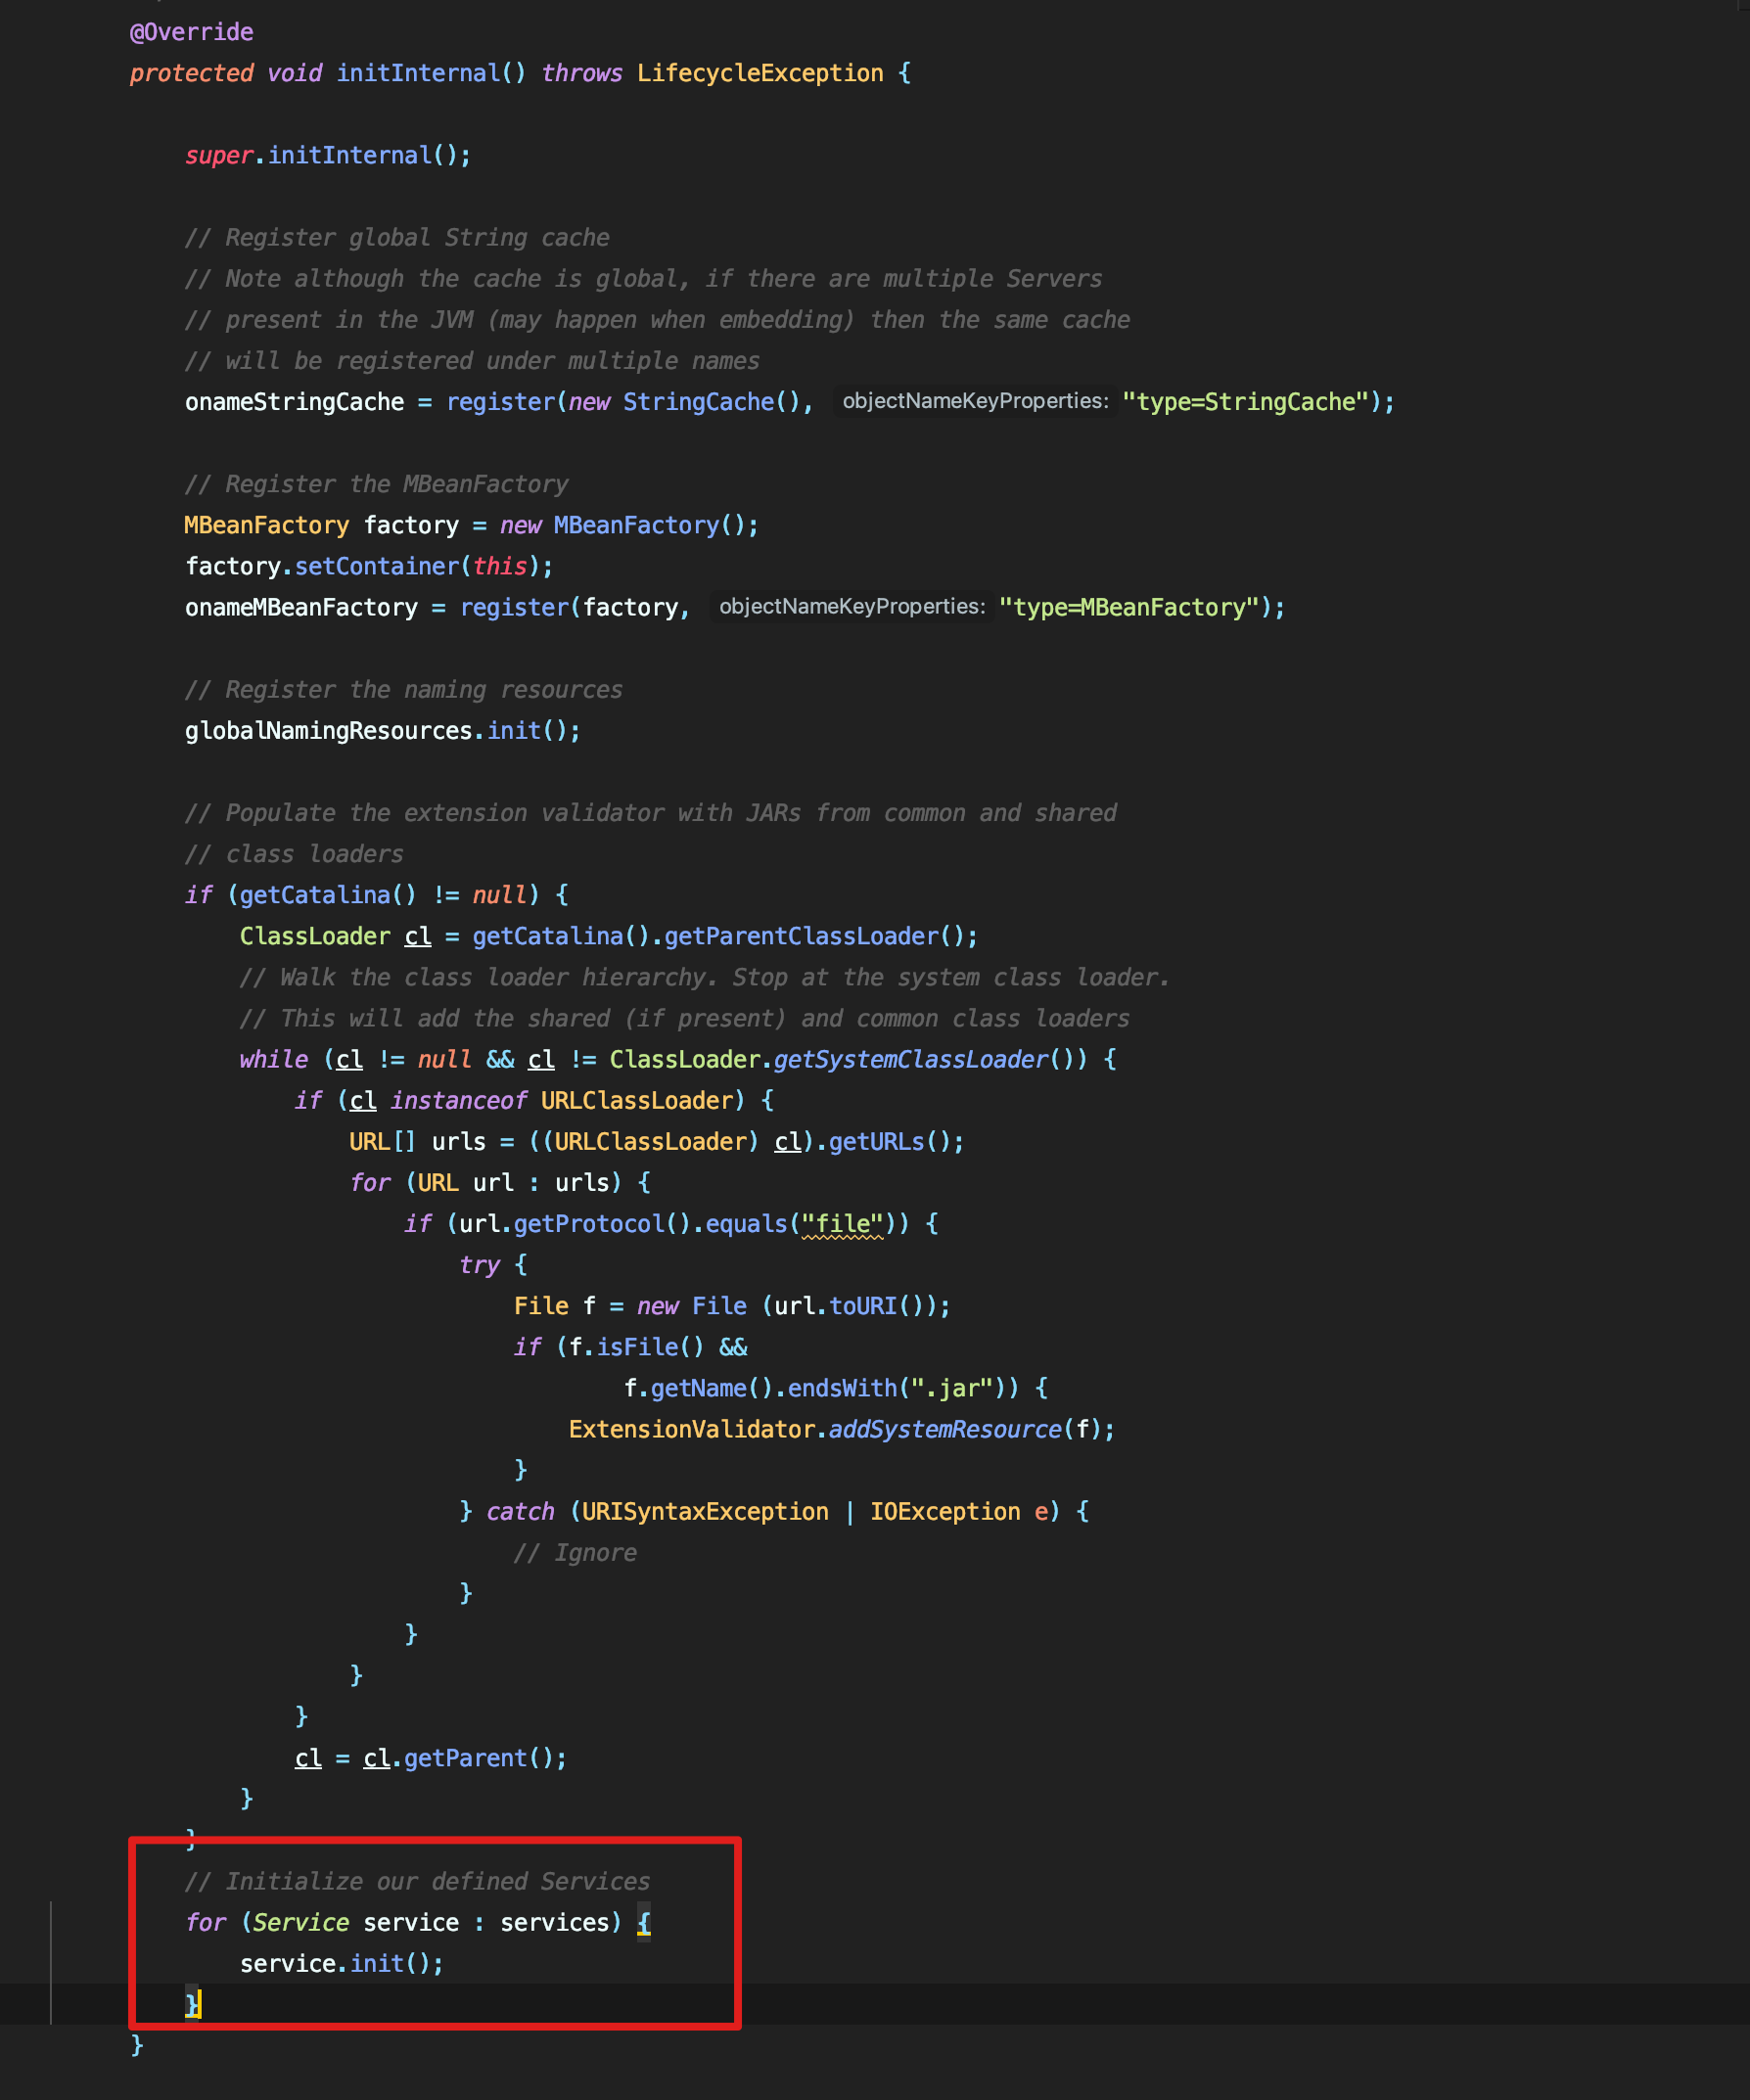 @Override
protected void initInternal() throws LifecycleException {
super.initInternal();
// Register global String cache
// Note although the cache is global, if there are multiple Servers
// present in the JVM (may happen when embedding) then the same cache
// will be registered under multiple names
onameStringCache = register(new StringCache(), objectNameKeyProperties: "type=StringCache");
// Register the MBeanFactory
MBeanFactory factory = new MBeanFactory();
factory.setContainer(this);
onameMBeanFactory = register(factory, objectNameKeyProperties: "type=MBeanFactory");
// Register the naming resources
globalNamingResources.init();
// Populate the extension validator with JARs from common and shared
// class loaders
if (getCatalina() != null) {
ClassLoader cl = getCatalina().getParentClassLoader();
// Walk the class loader hierarchy. Stop at the system class loader.
// This will add the shared (if present) and common class loaders
while (cl != null && cl != ClassLoader.getSystemClassLoader()) {
if (cl instanceof URLClassLoader) {
URL[] urls = ((URLClassLoader) cl).getURLs();
for (URL url : urls) {
if (url.getProtocol().equals("file")) {
try {
File f = new File (url.toURI());
if (f.isFile() &&
f.getName().endsWith(".jar")) {
ExtensionValidator.addSystemResource(f);
}
} catch (URISyntaxException | IOException e) {
// Ignore
}
}
}
}
cl = cl.getParent();
}
}
// Initialize our defined Services
for (Service service : services) {
service.init();
}
}